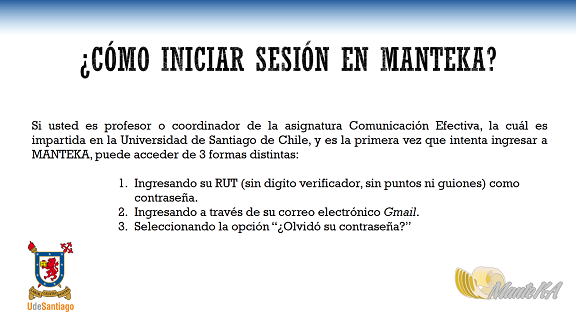 ¿CÓMO INICIAR SESIÓN EN MANTEKA?
Si usted es profesor o coordinador de la asignatura Comunicación Efectiva, la cuál es
impartida en la Universidad de Santiago de Chile, y es la primera vez que intenta ingresar a
MANTEKA, puede acceder de 3 formas distintas:
1. Ingresando su RUT (sin digito verificador, sin puntos ni guiones) como
contraseña.
2. Ingresando a través de su correo electrónico Gmail.
3. Seleccionando la opción “¿Olvidó su contraseña?”
UdeSantiago
ManteKA